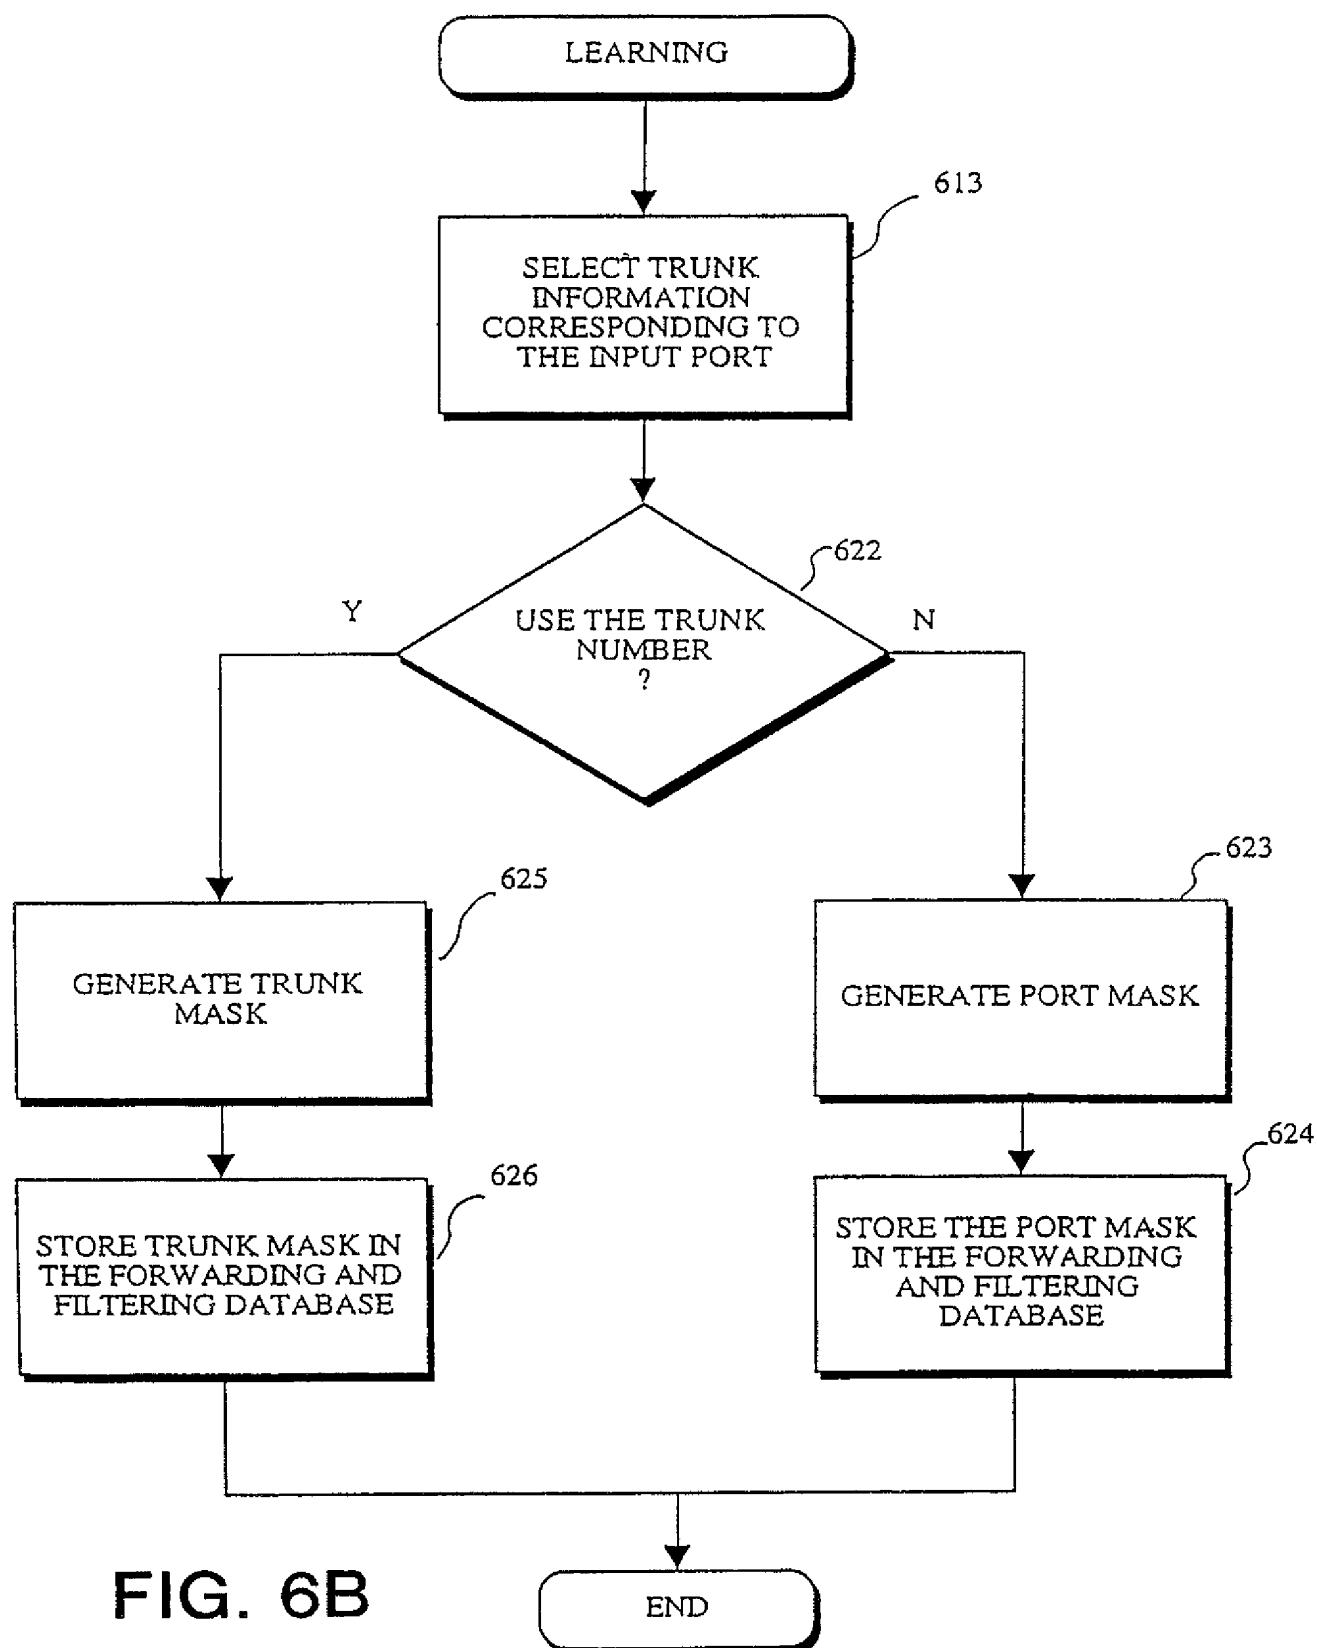 LEARNING
613
SELECT TRUNK
INFORMATION
CORRESPONDING TO
THE INPUT PORT
622
Y
USE THE TRUNK
NUMBER
?
N
625
GENERATE TRUNK
MASK
623
GENERATE PORT MASK
626
STORE TRUNK MASK IN
THE FORWARDING AND
FILTERING DATABASE
624
STORE THE PORT MASK
IN THE FORWARDING
AND FILTERING
DATABASE
FIG. 6B
END